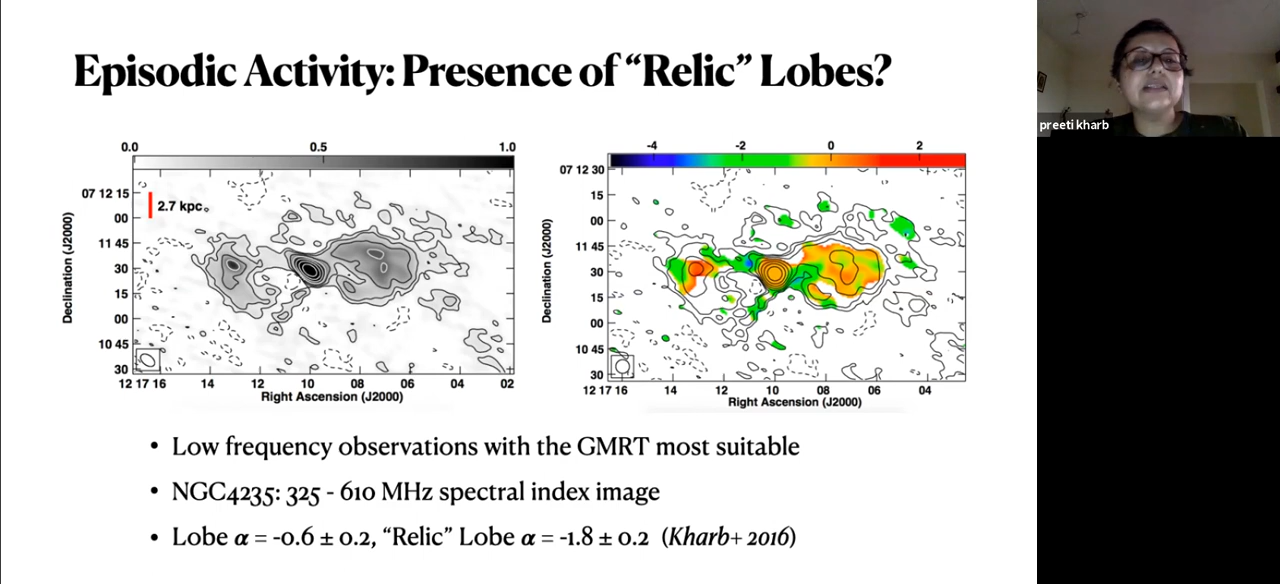 Episodic Activity: Presence of “Relic” Lobes?
preeti kharb
0.0 0.5 1.0
07 12 15
2.7 kpc
00
11 45
30
15
00
10 45
30
Declination (J2000)
12 17 16 14 12 10 08 06 04 02
Right Ascension (J2000)
-4 -2 0 2
07 12 30
15
00
11 45
30
15
00
10 45
30
Declination (J2000)
12 17 16 14 12 10 08 06 04
Right Ascension (J2000)
• Low frequency observations with the GMRT most suitable
• NGC4235: 325 - 610 MHz spectral index image
• Lobe α = -0.6 ± 0.2, “Relic” Lobe α = -1.8 ± 0.2 (Kharb+ 2016)